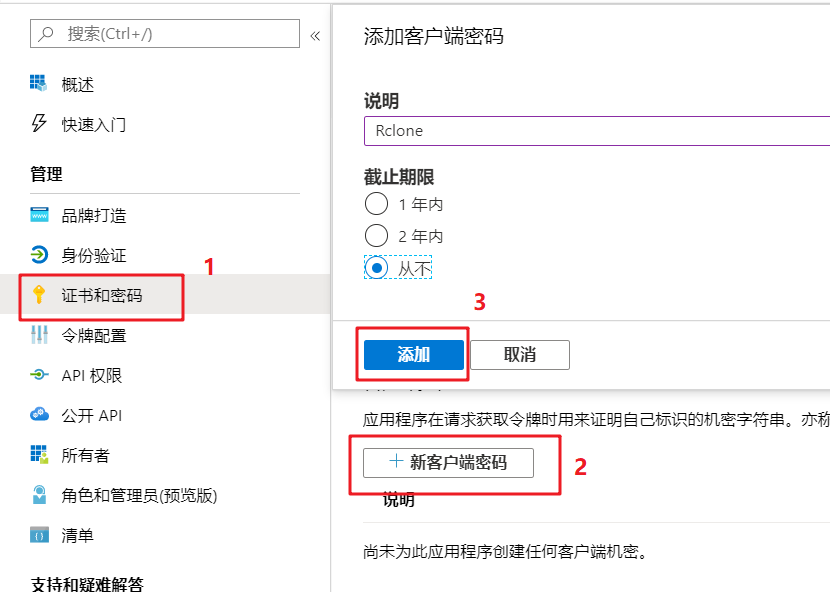 搜索(Ctrl+/)
«
概述
快速入门
管理
品牌打造
身份验证
1
证书和密码
令牌配置
API 权限
公开 API
所有者
角色和管理员(预览版)
清单
支持和疑难解答
添加客户端密码
说明
Rclone
截止期限
1 年内
2 年内
从不
3
添加
取消
应用程序在请求获取令牌时用来证明自己标识的机密字符串。亦称
新客户端密码
2
说明
尚未为此应用程序创建任何客户端机密。